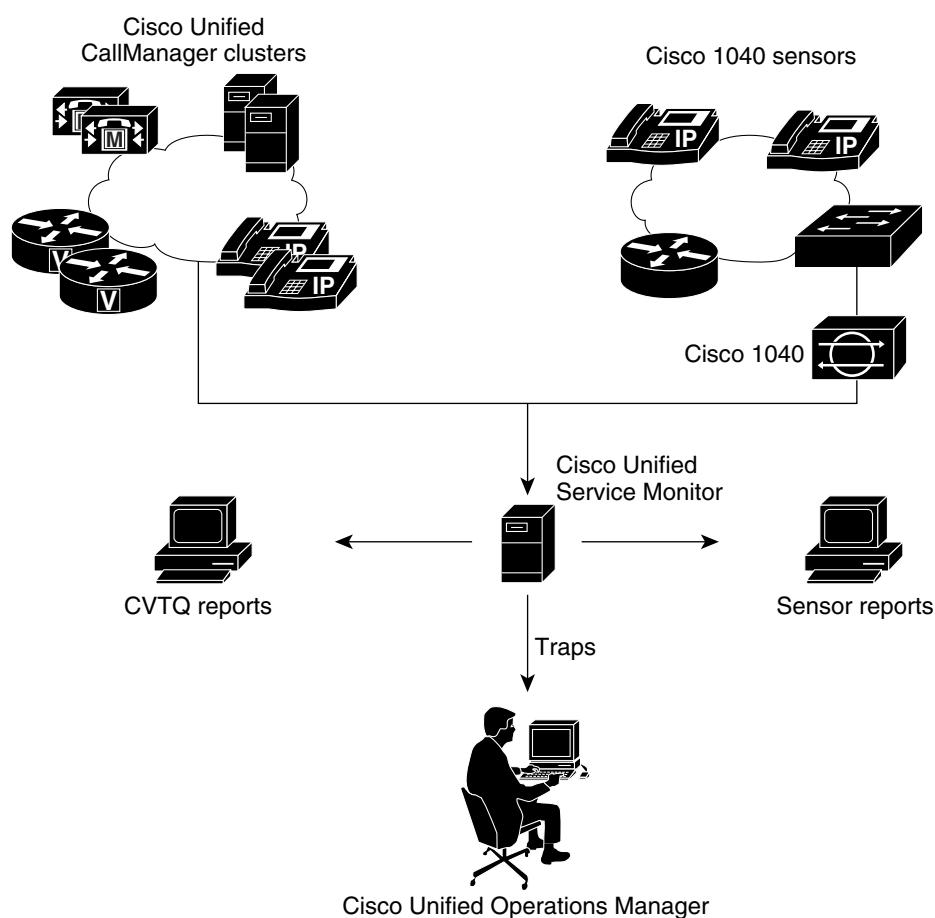 Cisco Unified
CallManager clusters
Cisco 1040 sensors
M
IP
IP
V
V
IP
IP
Cisco 1040
Cisco Unified
Service Monitor
CVTQ reports
Sensor reports
Traps
Cisco Unified Operations Manager